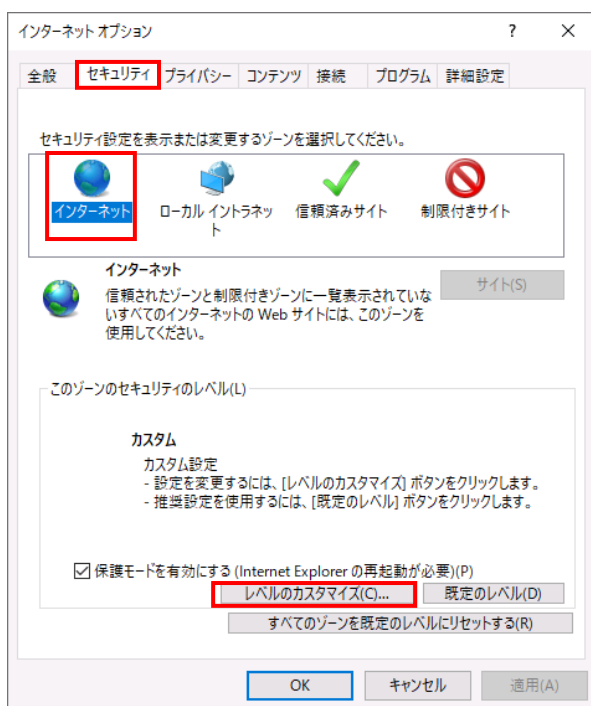 インターネット オプション
?
×
全般 セキュリティ プライバシー コンテンツ 接続 プログラム 詳細設定
セキュリティ設定を表示または変更するゾーンを選択してください。
インターネット
ローカル イントラネッ
ト
信頼済みサイト
制限付きサイト
インターネット
サイト(S)
信頼されたゾーンと制限付きゾーンに一覧表示されていな
いすべてのインターネットの Web サイトには、このゾーンを
使用してください。
このゾーンのセキュリティのレベル(L)
カスタム
カスタム設定
- 設定を変更するには、[レベルのカスタマイズ] ボタンをクリックします。
- 推奨設定を使用するには、[既定のレベル] ボタンをクリックします。
保護モードを有効にする (Internet Explorer の再起動が必要)(P)
レベルのカスタマイズ(C)...
既定のレベル(D)
すべてのゾーンを既定のレベルにリセットする(R)
OK
キャンセル
適用(A)